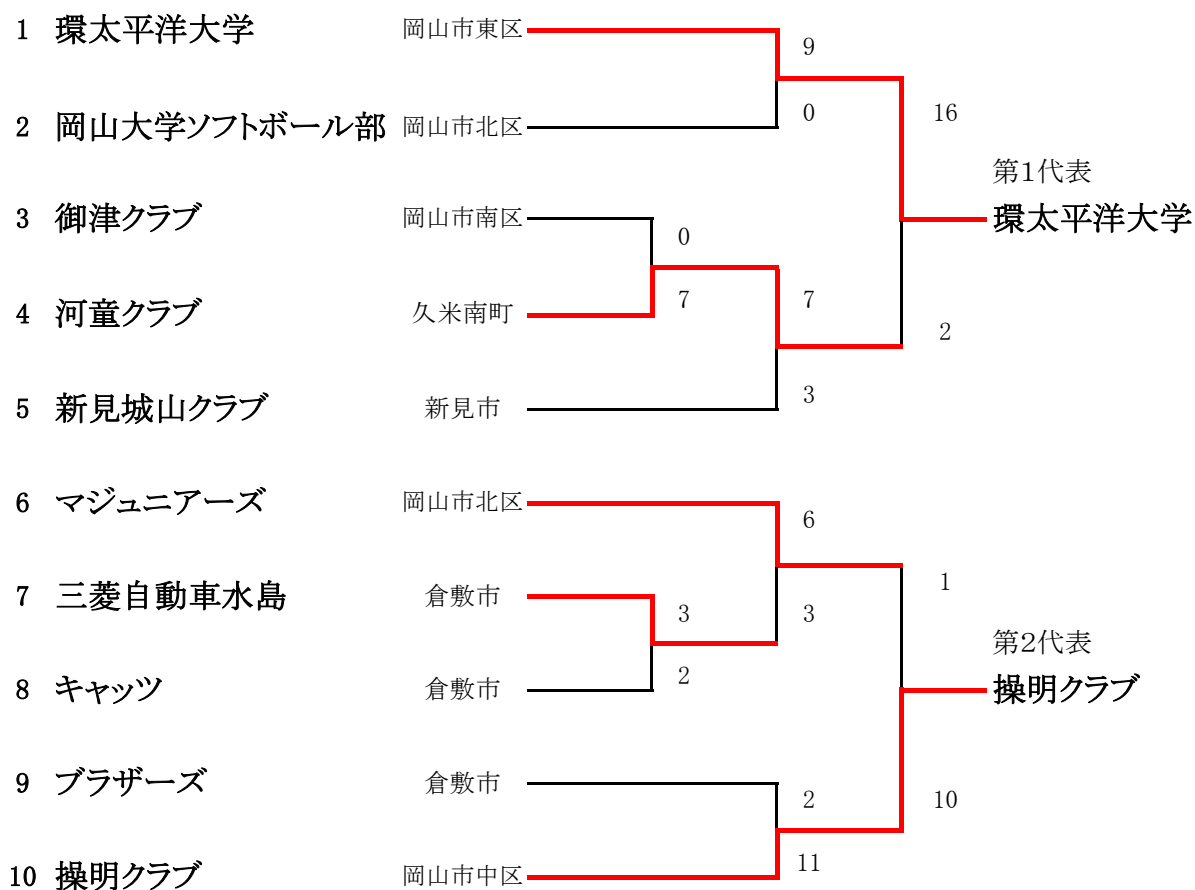 1 環太平洋大学 岡山市東区
9
0
16
2 岡山大学ソフトボール部 岡山市北区
第1代表
環太平洋大学
3 御津クラブ 岡山市南区
0
7
7
4 河童クラブ 久米南町
2
3
5 新見城山クラブ 新見市
6 マジュニアーズ 岡山市北区
6
1
7 三菱自動車水島 倉敷市
3
3
2
第2代表
操明クラブ
8 キャッツ 倉敷市
9 ブラザーズ 倉敷市
2
10
11
10 操明クラブ 岡山市中区